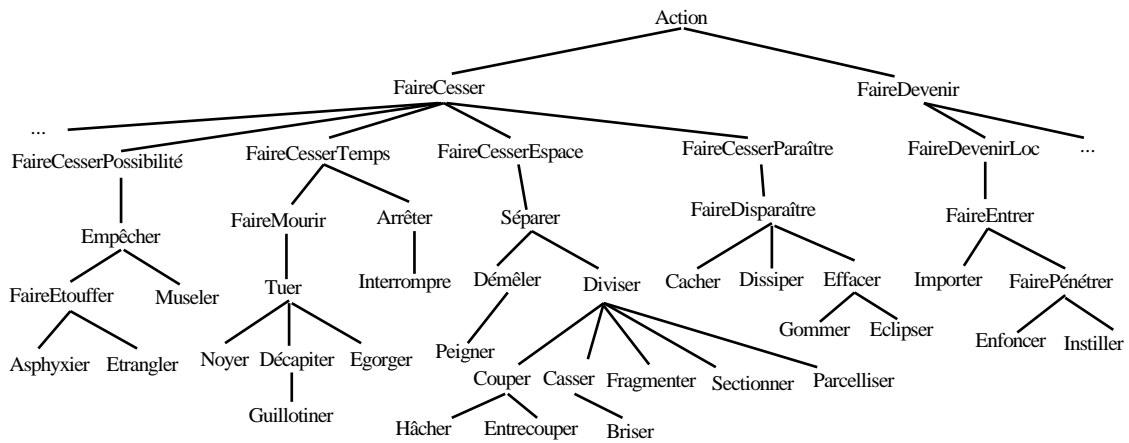 Action
FaireCesser FaireDevenir
...
FaireCesserPossibilité FaireCesserTemps FaireCesserEspace FaireCesserParaître FaireDevenirLoc ...
FaireMourir Arrêter Séparer FaireDisparaître FaireEntrer
Empêcher
Interrompre Démêler Diviser Cacher Dissiper Effacer Importer FairePénétrer
FaireEtouffer Museler Tuer
Gommer Eclipser
Enfoncer Instiller
Asphyxier Etrangler Noyer Décapiter Egorger Peigner
Couper Casser Fragmenter Sectionner Parcelliser
Guillotiner
Hâcher Entrecouper Briser